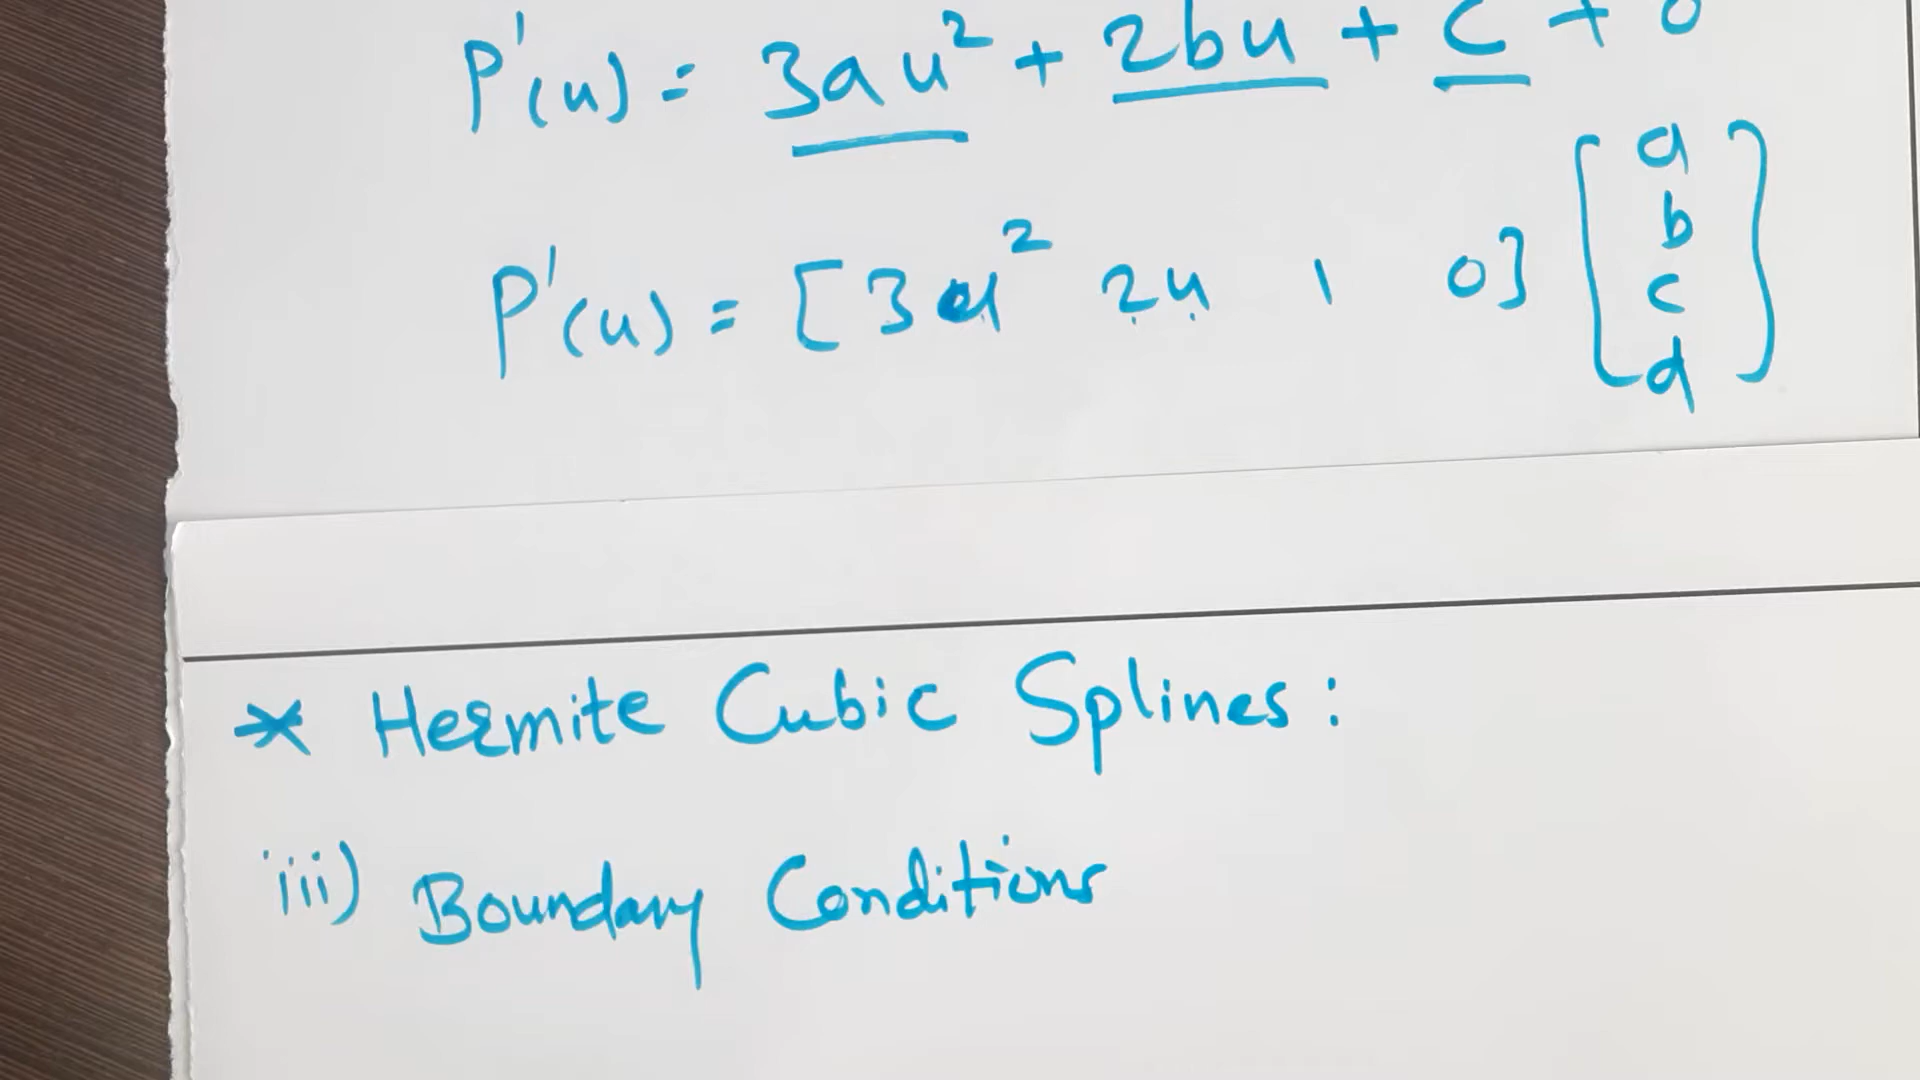 P'(u) = 3au² + 2bu + c + 0
P'(u) = [3u² 2u 1 0] [a b c d]
* Hermite Cubic Splines:
iii) Boundary Conditions